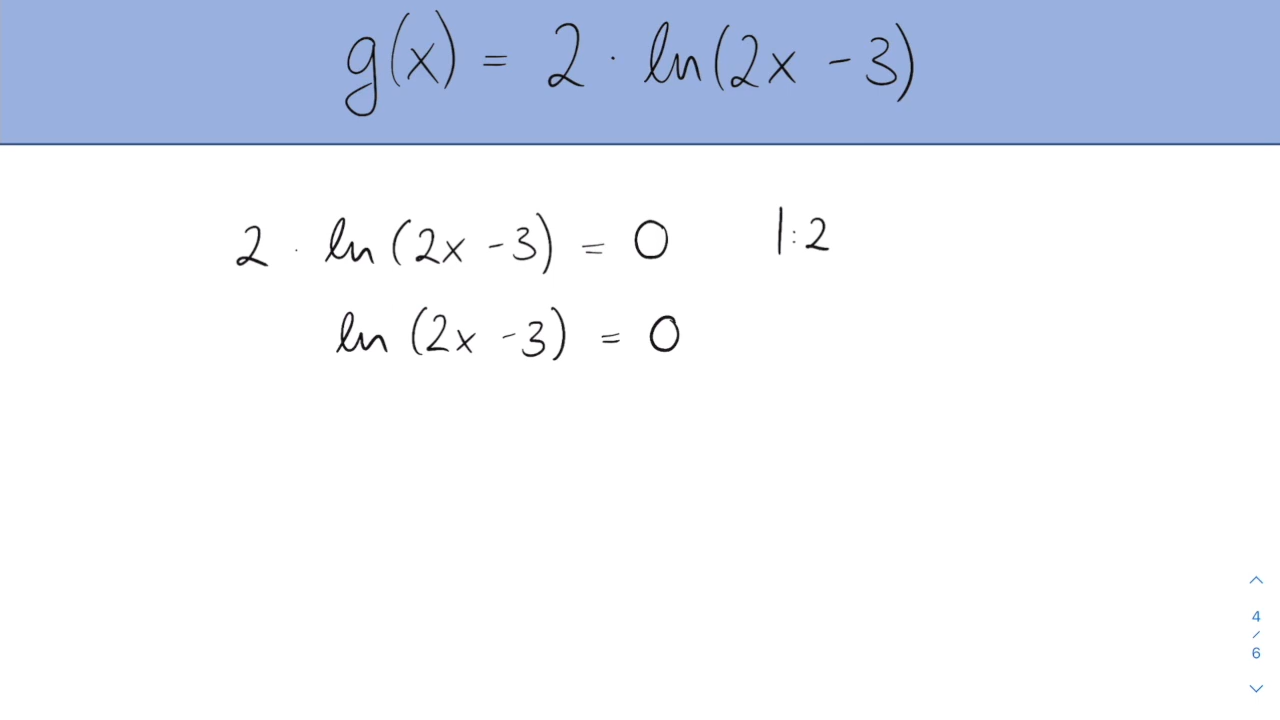 g(x) = 2 · ln(2x - 3)
2 · ln(2x - 3) = 0 |:2
ln(2x - 3) = 0
4
/
6